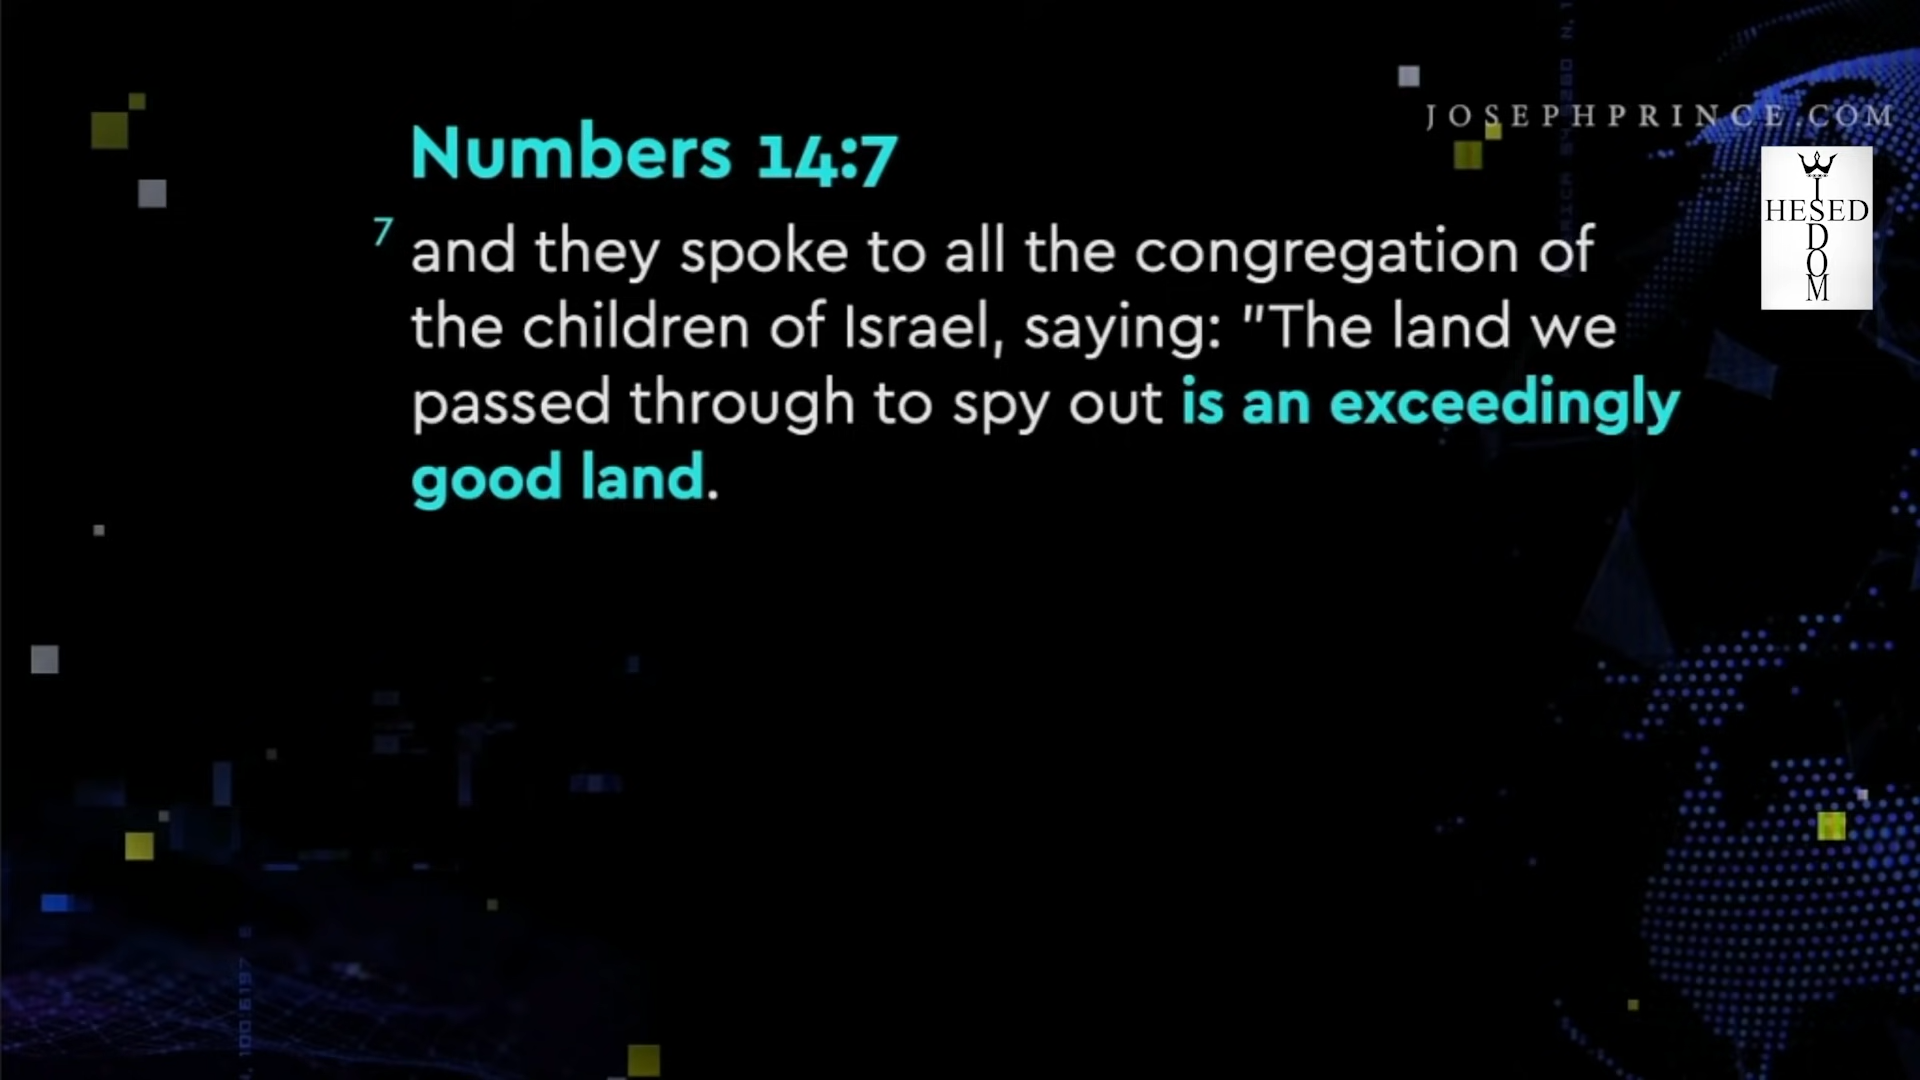 JOSEPHPRINCE.COM
HESED
WISDOM
Numbers 14:7
7 and they spoke to all the congregation of
the children of Israel, saying: "The land we
passed through to spy out is an exceedingly
good land.